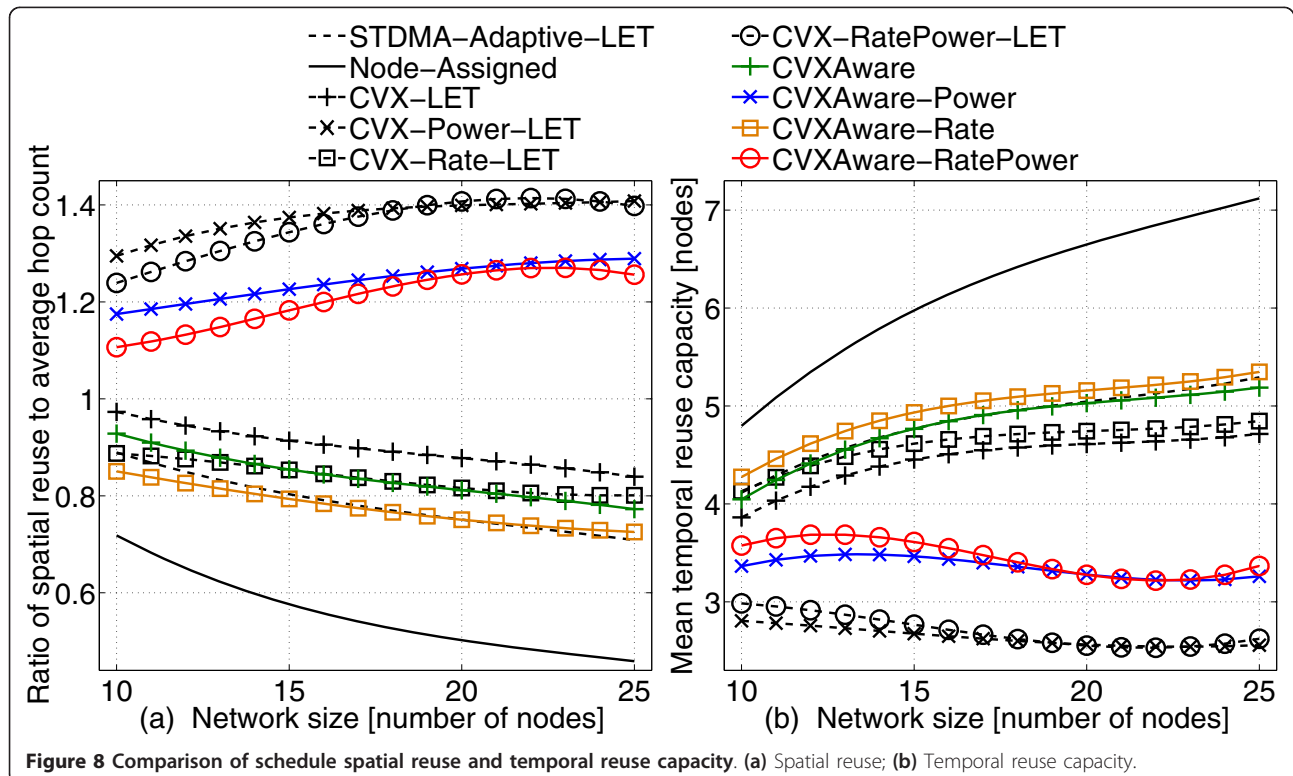 STDMA-Adaptive-LET
Node-Assigned
CVX-LET
CVX-Power-LET
CVX-Rate-LET
CVX-RatePower-LET
CVXAware
CVXAware-Power
CVXAware-Rate
CVXAware-RatePower
Ratio of spatial reuse to average hop count
1.4
1.2
1
0.8
0.6
10
15
20
25
(a) Network size [number of nodes]
Mean temporal reuse capacity [nodes]
7
6
5
4
3
10
15
20
25
(b) Network size [number of nodes]
Figure 8 Comparison of schedule spatial reuse and temporal reuse capacity. (a) Spatial reuse; (b) Temporal reuse capacity.